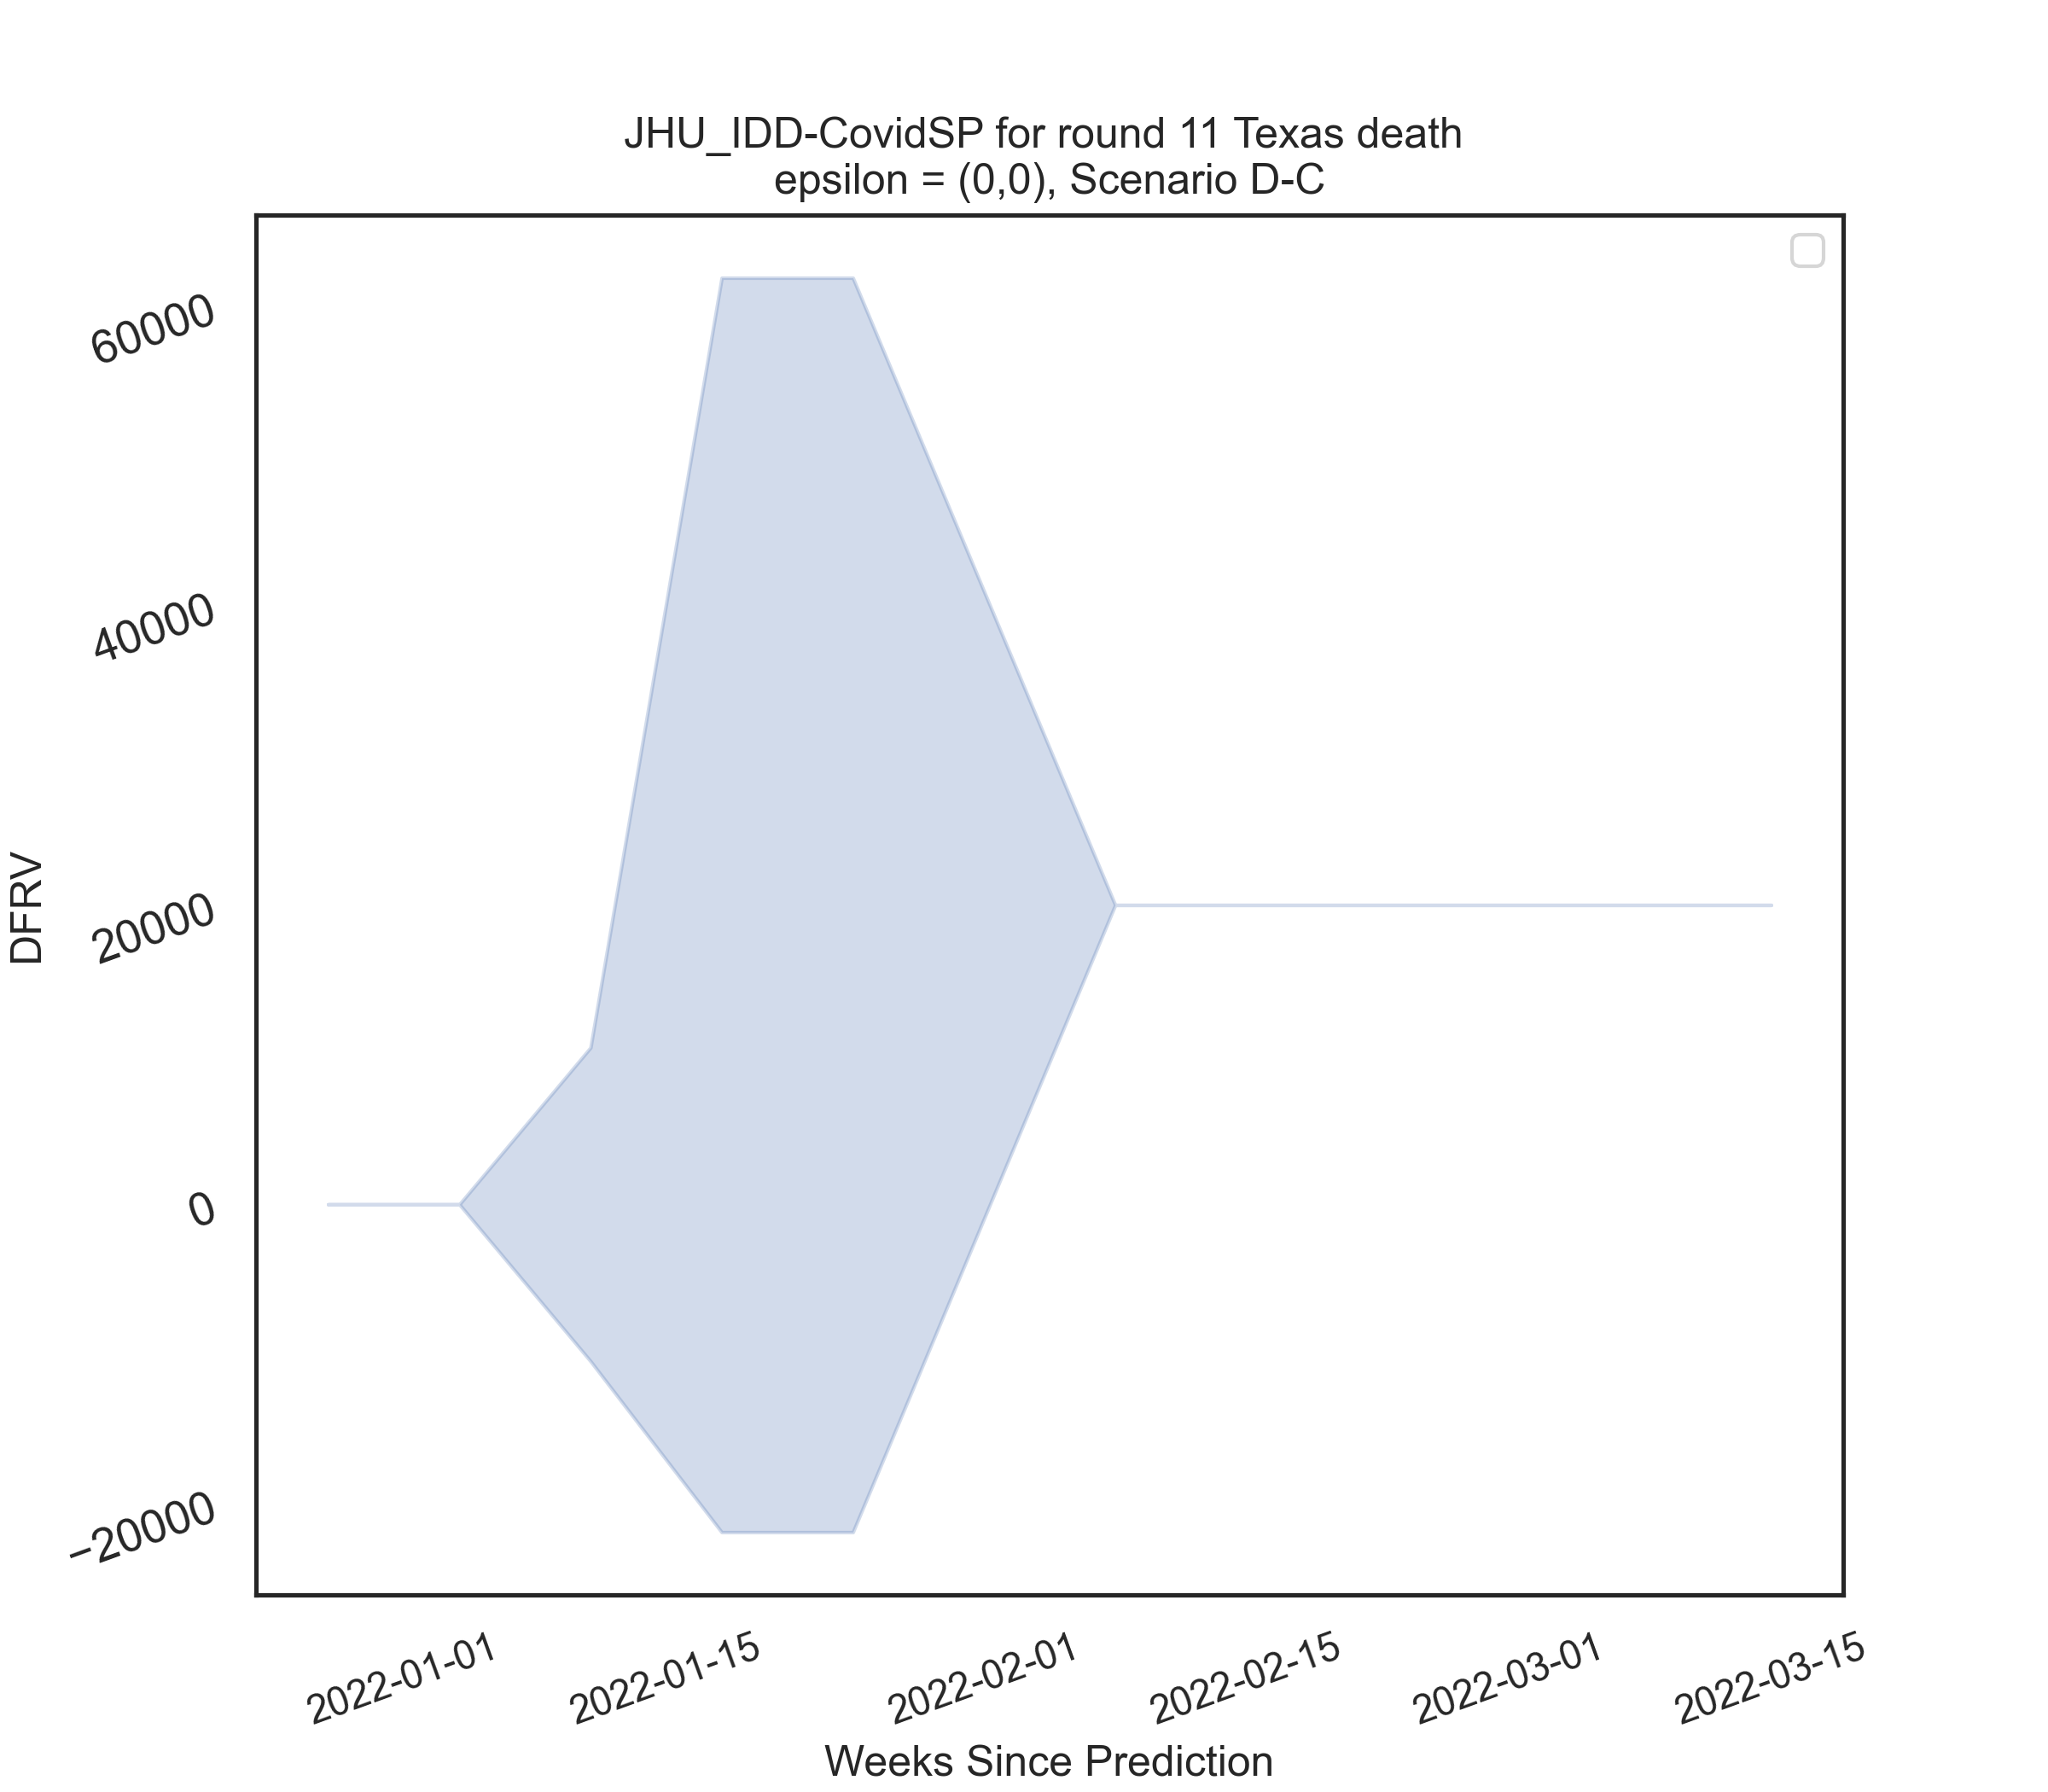 JHU_IDD-CovidSP for round 11 Texas death
epsilon = (0,0), Scenario D-C
60000
40000
20000
0
−20000
DFRV
2022-01-01
2022-01-15
2022-02-01
2022-02-15
2022-03-01
2022-03-15
Weeks Since Prediction